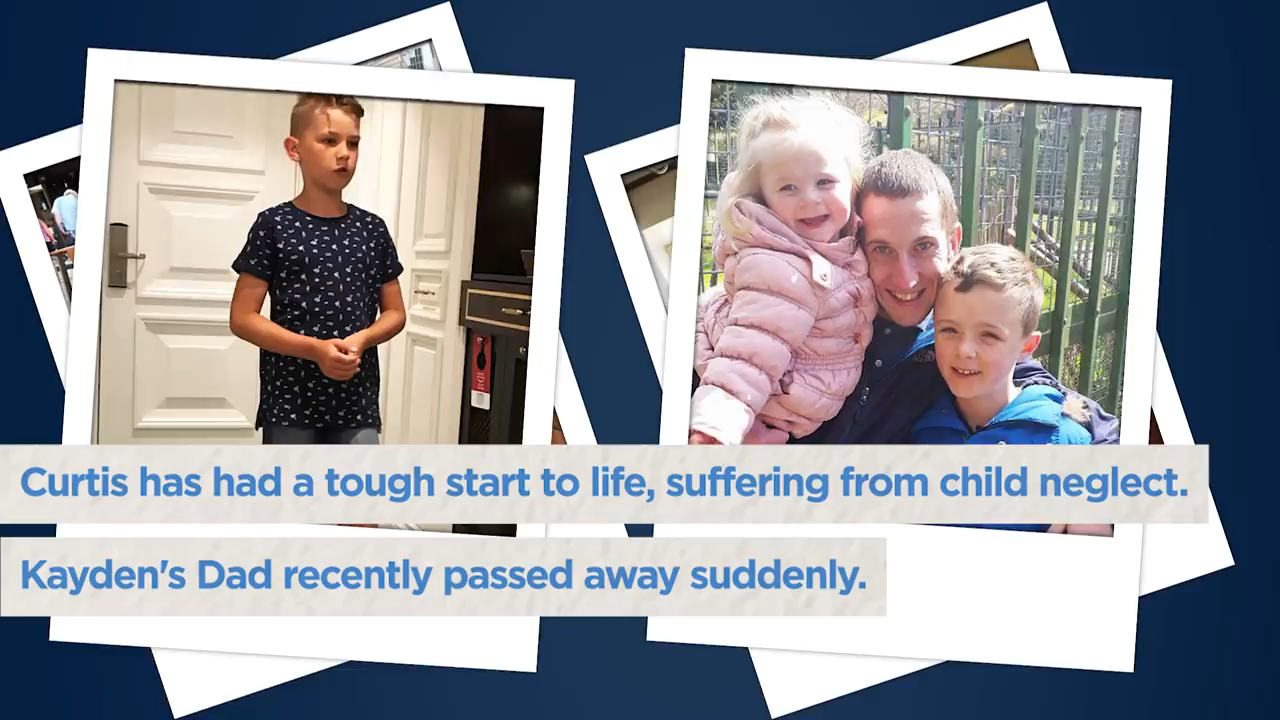 Curtis has had a tough start to life, suffering from child neglect.
Kayden's Dad recently passed away suddenly.